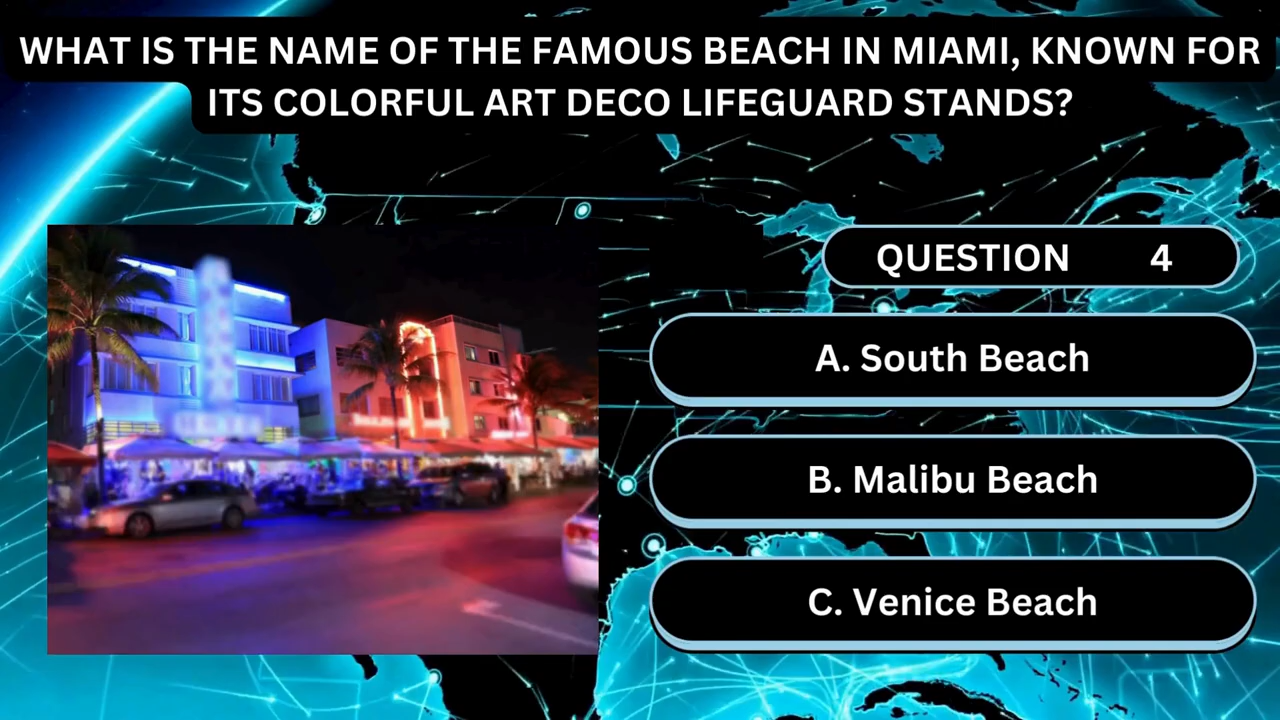 WHAT IS THE NAME OF THE FAMOUS BEACH IN MIAMI, KNOWN FOR
ITS COLORFUL ART DECO LIFEGUARD STANDS?
QUESTION 4
A. South Beach
B. Malibu Beach
C. Venice Beach